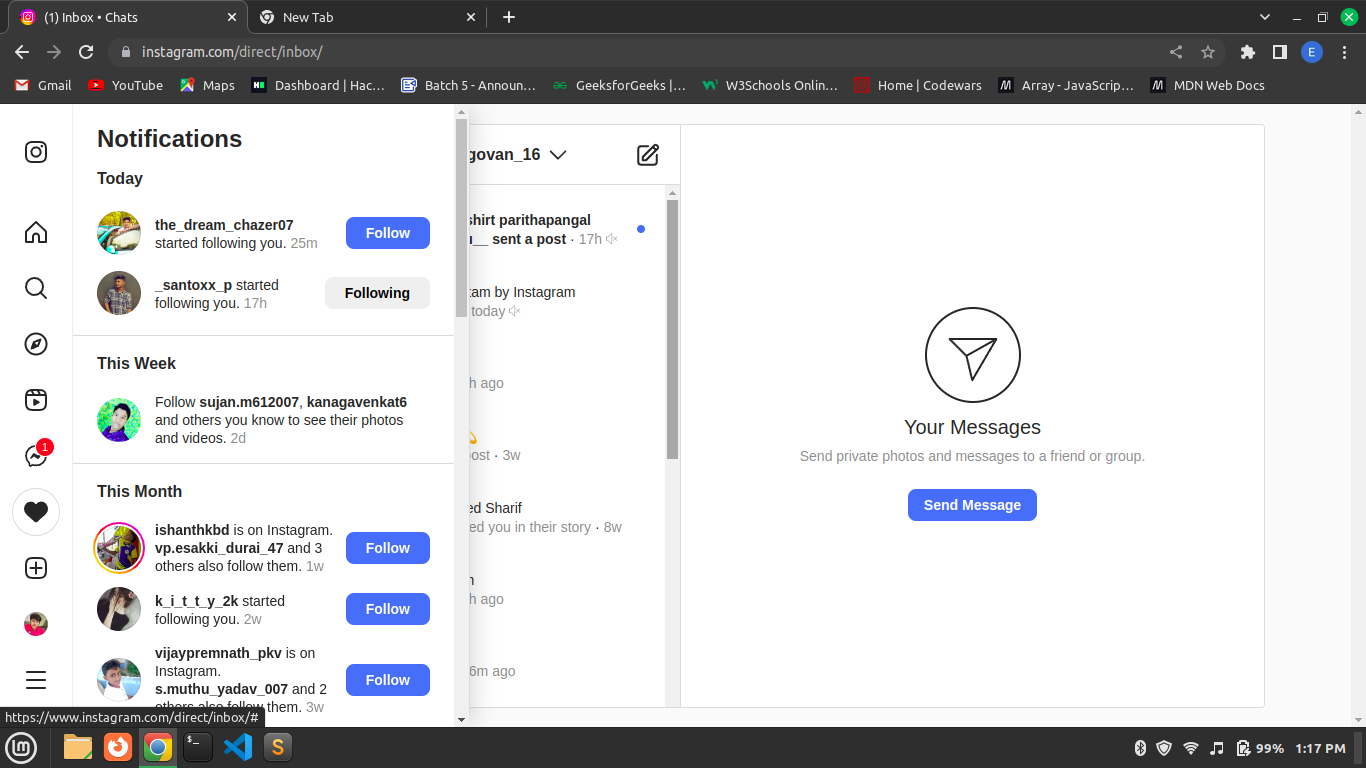 (1) Inbox • Chats
New Tab
instagram.com/direct/inbox/
E
Gmail
YouTube
Maps
Dashboard | Hac…
Batch 5 - Announ…
GeeksforGeeks |…
W3Schools Onlin…
Home | Codewars
Array - JavaScrip…
MDN Web Docs
Notifications
Today
the_dream_chazer07
started following you. 25m
Follow
_santoxx_p started
following you. 17h
Following
This Week
Follow sujan.m612007, kanagavenkat6
and others you know to see their photos
and videos. 2d
This Month
ishanthkbd is on Instagram.
vp.esakki_durai_47 and 3
others also follow them. 1w
Follow
k_i_t_t_y_2k started
following you. 2w
Follow
vijaypremnath_pkv is on
Instagram.
s.muthu_yadav_007 and 2
others also follow them. 3w
Follow
1
govan_16
shirt parithapangal
__ sent a post · 17h
by Instagram
today
h ago
ost · 3w
ed Sharif
ed you in their story · 8w
h ago
6m ago
Your Messages
Send private photos and messages to a friend or group.
Send Message
https://www.instagram.com/direct/inbox/#
99%
1:17 PM